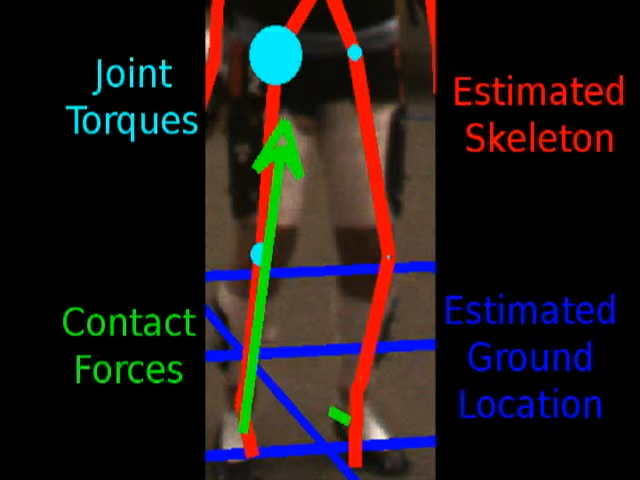 Joint
Torques
Estimated
Skeleton
Contact
Forces
Estimated
Ground
Location